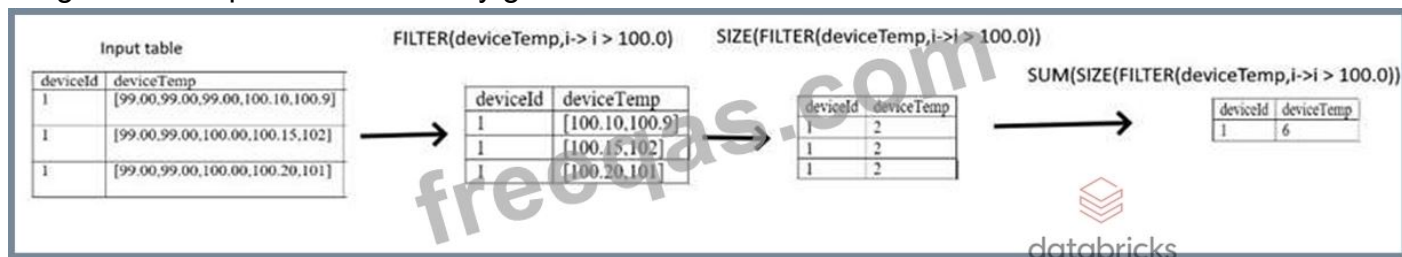 Input table
deviceId deviceTemp
1 [99.00,99.00,99.00,100.10,100.9]
1 [99.00,99.00,100.00,100.15,102]
1 [99.00,99.00,100.00,100.20,101]
FILTER(deviceTemp,i-> i > 100.0)
deviceId deviceTemp
1 [100.10,100.9]
1 [100.15,102]
1 [100.20,101]
SIZE(FILTER(deviceTemp,i->i > 100.0))
deviceId deviceTemp
1 2
1 2
1 2
SUM(SIZE(FILTER(deviceTemp,i->i > 100.0))
deviceId deviceTemp
1 6
freeqas.com
databricks